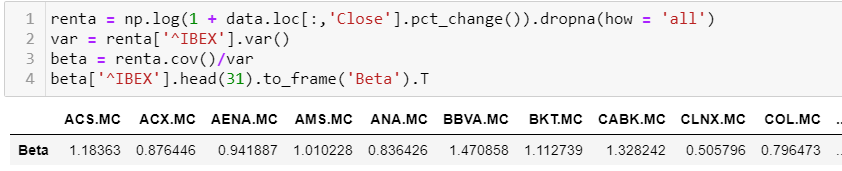 1 renta = np.log(1 + data.loc[:,'Close'].pct_change()).dropna(how = 'all')
2 var = renta['^IBEX'].var()
3 beta = renta.cov()/var
4 beta['^IBEX'].head(31).to_frame('Beta').T
ACS.MC ACX.MC AENA.MC AMS.MC ANA.MC BBVA.MC BKT.MC CABK.MC CLNX.MC COL.MC ..
Beta 1.18363 0.876446 0.941887 1.010228 0.836426 1.470858 1.112739 1.328242 0.505796 0.796473 ..